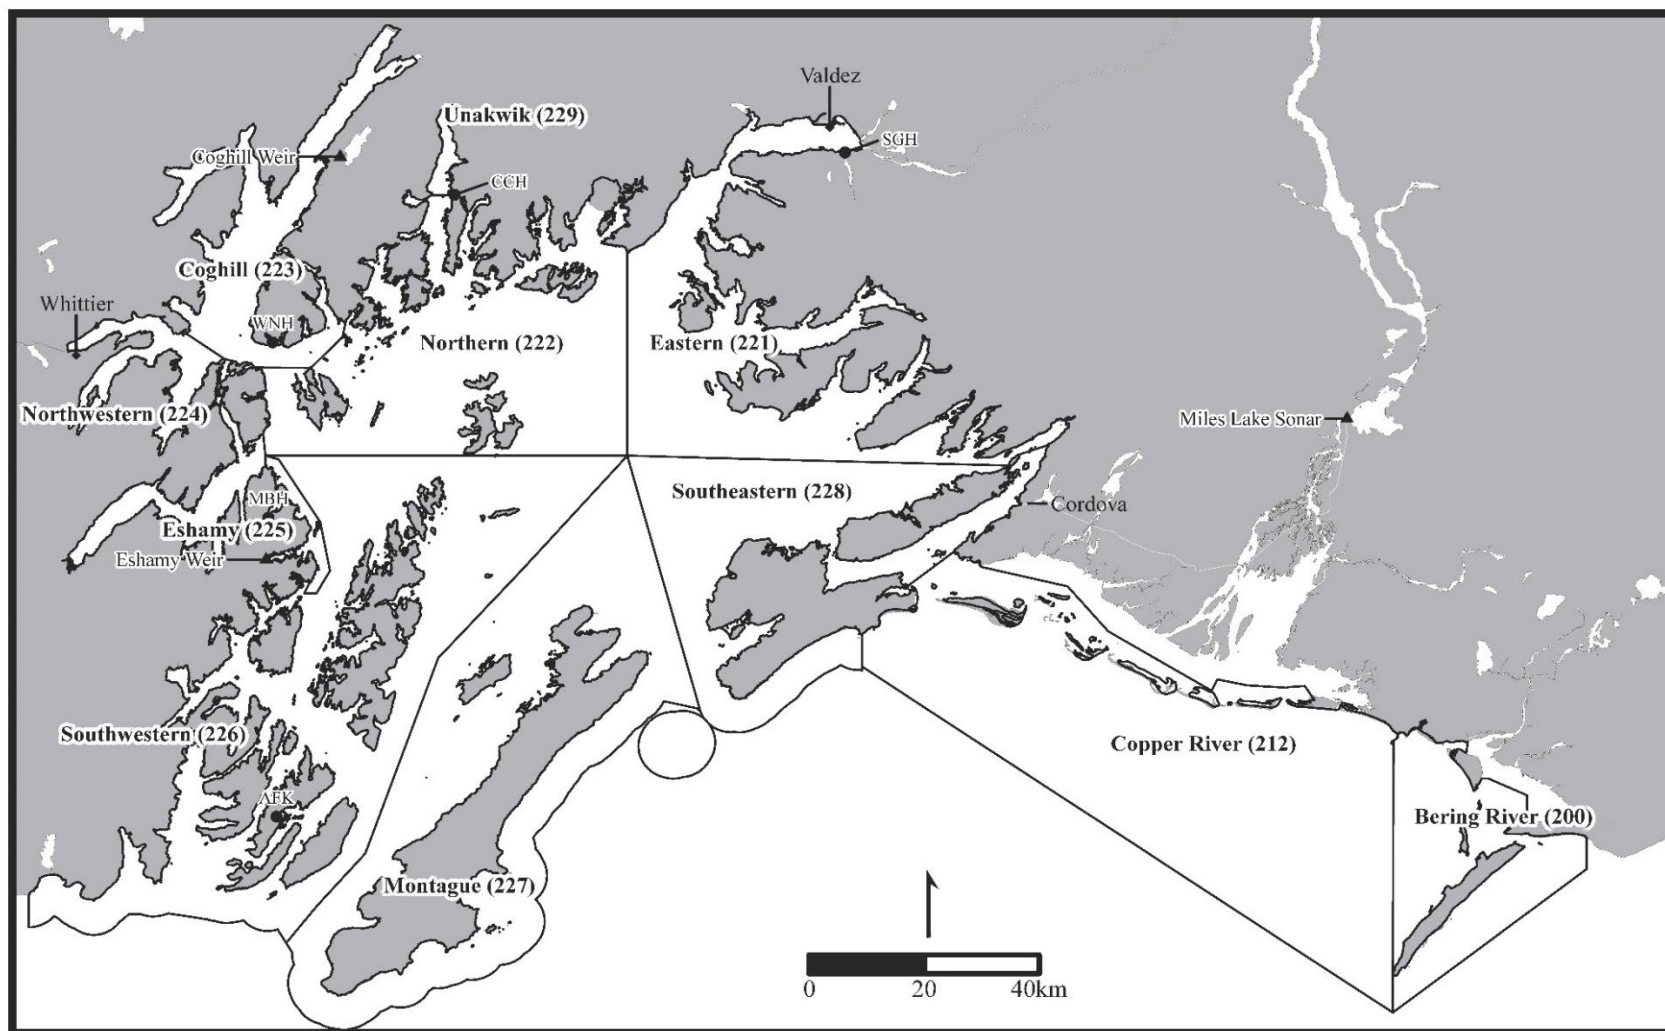 Valdez
Unakwik (229)
SGH
Coghill Weir
CCH
Coghill (223)
Whittier
WNH
Northern (222)
Eastern (221)
Northwestern (224)
Miles Lake Sonar
MBH
Southeastern (228)
Cordova
Eshamy (225)
Eshamy Weir
Southwestern (226)
Copper River (212)
AFK
Bering River (200)
Montague (227)
0 20 40km